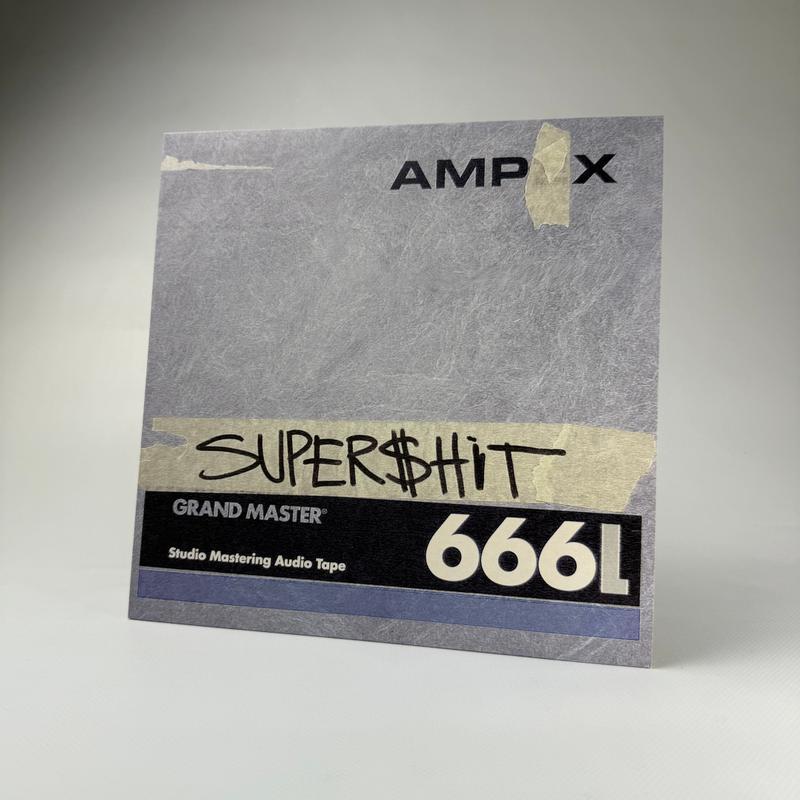 AMP X
SUPER$HiT
GRAND MASTER®
666L
Studio Mastering Audio Tape